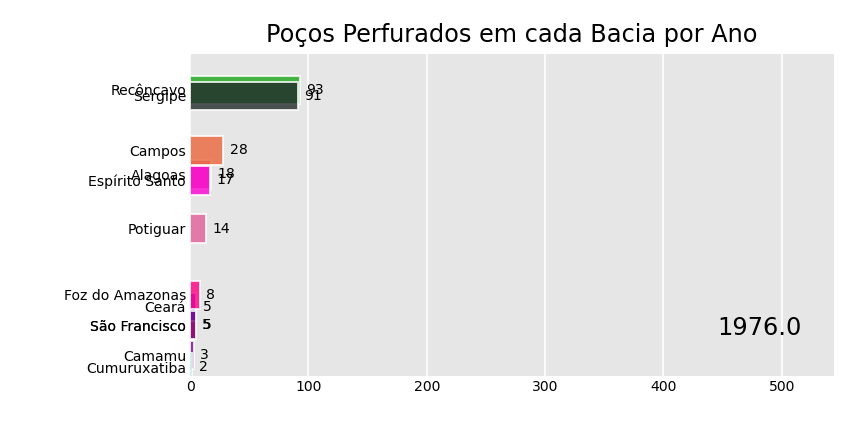 Poços Perfurados em cada Bacia por Ano
Recôncavo 93
Sergipe 91
Campos 28
Alagoas 18
Espírito Santo 17
Potiguar 14
Foz do Amazonas 8
Ceará 5
São Francisco 5
1976.0
Camamu 3
Cumuruxatiba 2
0 100 200 300 400 500